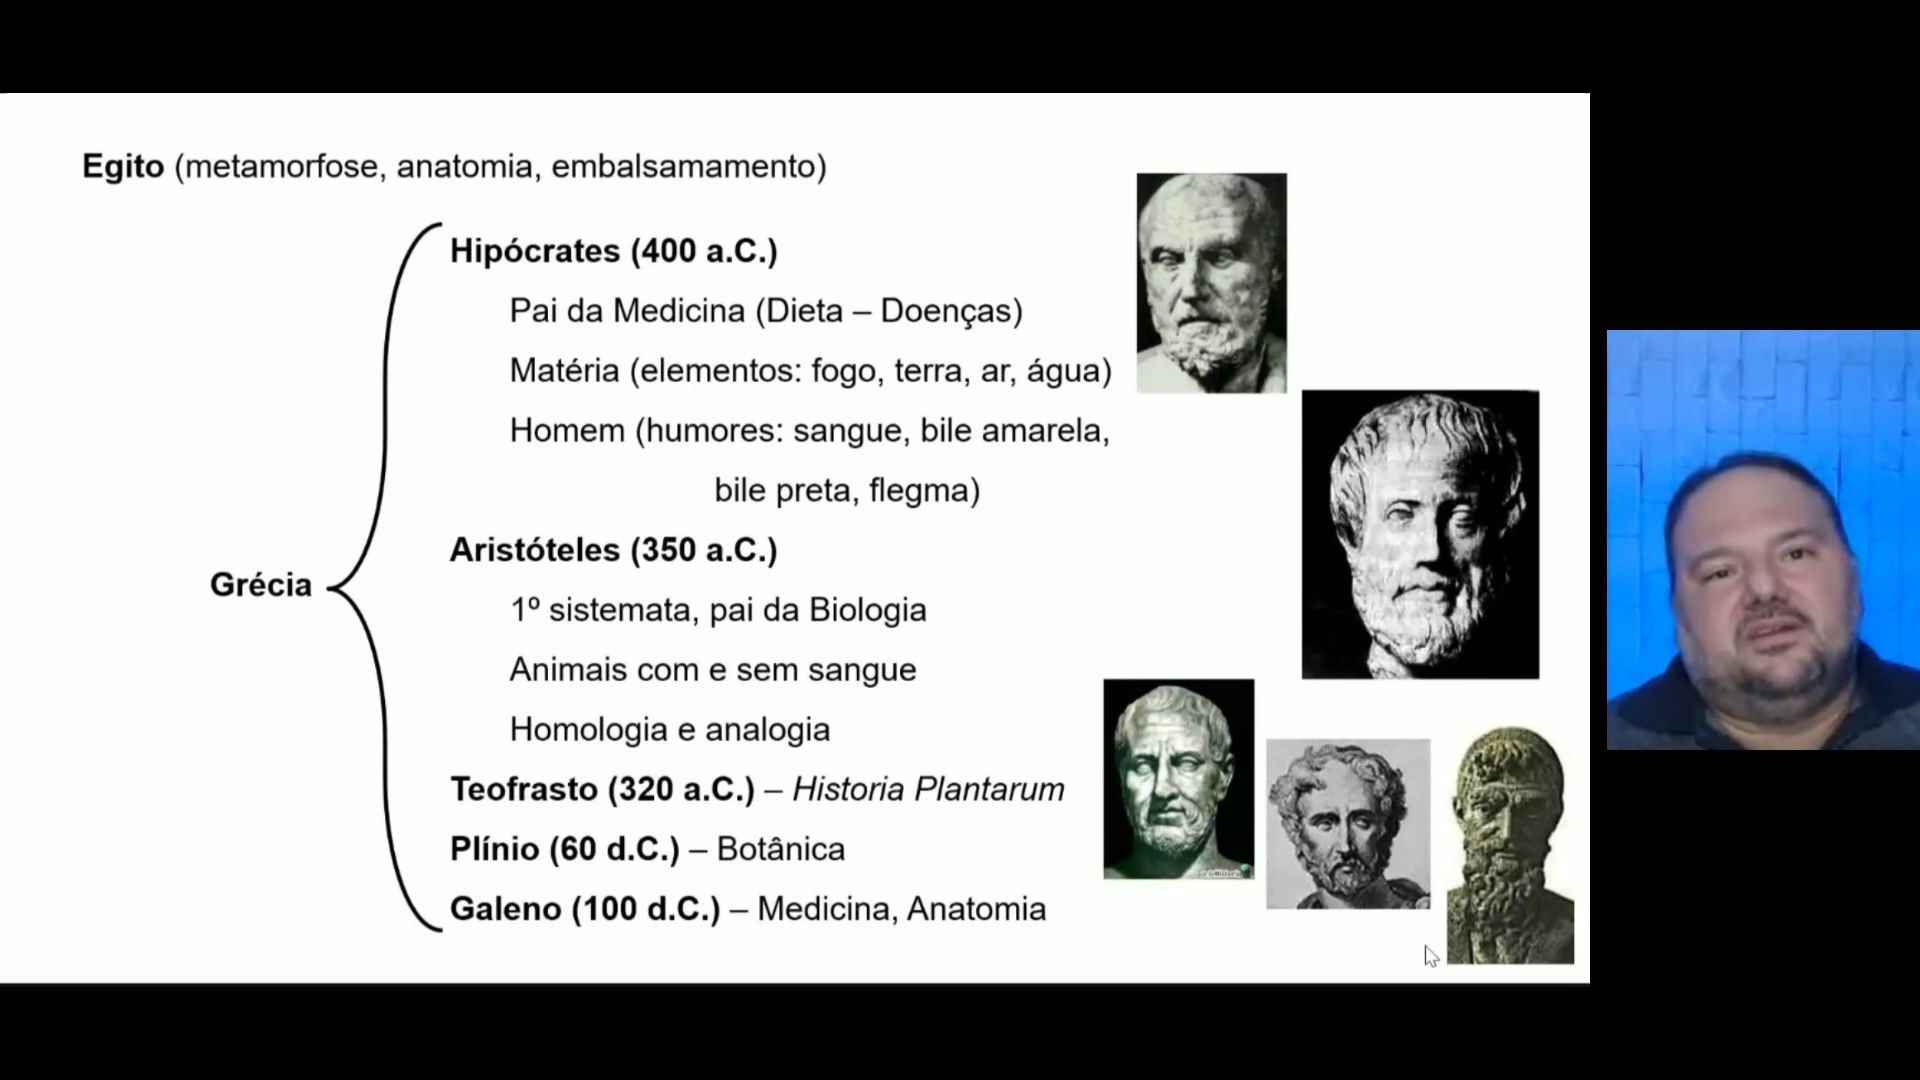 Egito (metamorfose, anatomia, embalsamamento)
Grécia
Hipócrates (400 a.C.)
Pai da Medicina (Dieta – Doenças)
Matéria (elementos: fogo, terra, ar, água)
Homem (humores: sangue, bile amarela,
bile preta, flegma)
Aristóteles (350 a.C.)
1º sistemata, pai da Biologia
Animais com e sem sangue
Homologia e analogia
Teofrasto (320 a.C.) – Historia Plantarum
Plínio (60 d.C.) – Botânica
Galeno (100 d.C.) – Medicina, Anatomia